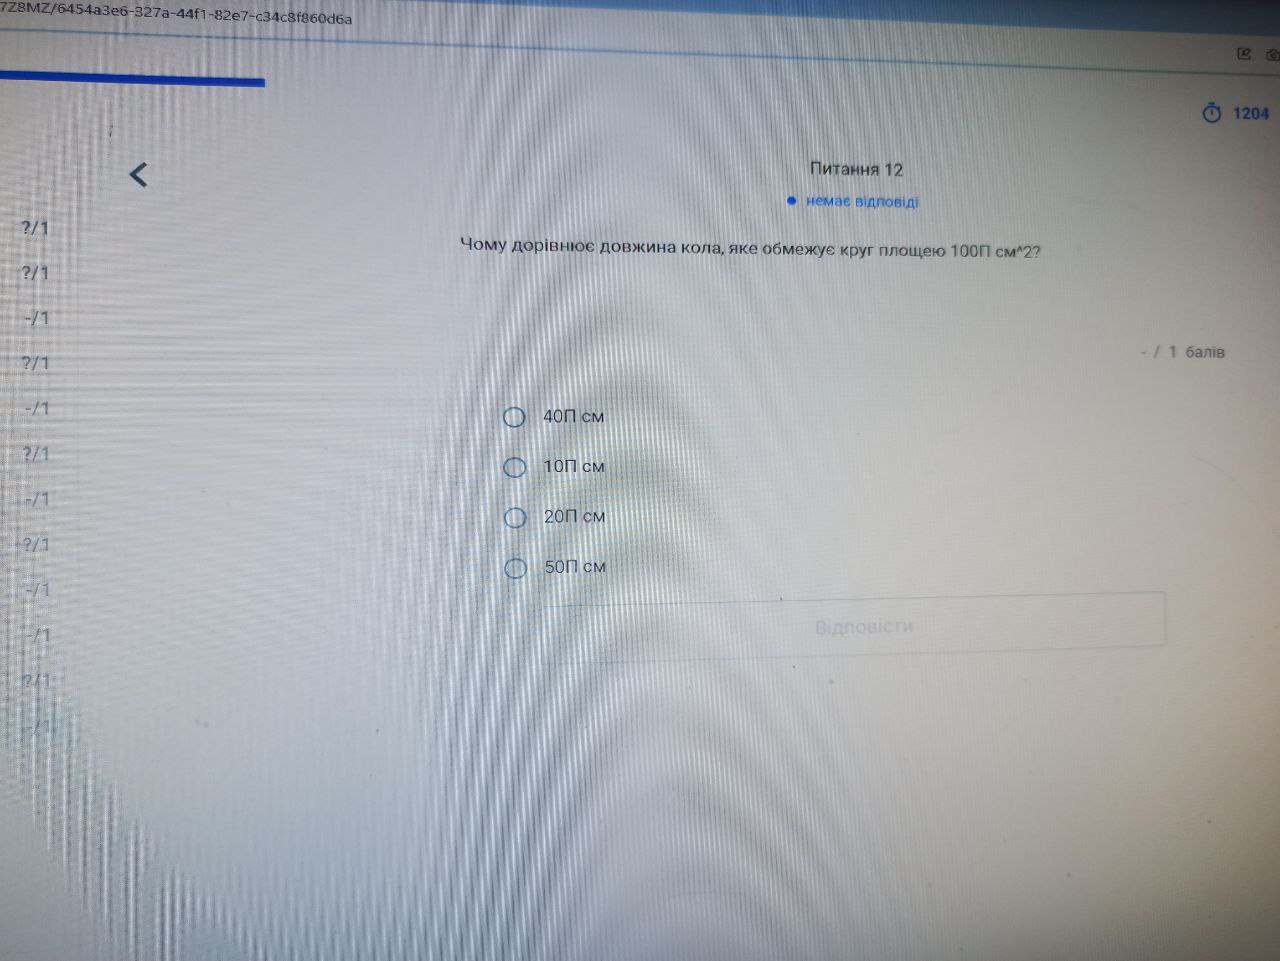 7Z8MZ/6454a3e6-327a-44f1-82e7-c34c8f860d6a
1204
Питання 12
немає відповіді
?/1
?/1
-/1
?/1
-/1
?/1
-/1
?/1
-/1
-/1
?/1
-/1
Чому дорівнює довжина кола, яке обмежує круг площею 100П см^2?
- / 1 балів
40П см
10П см
20П см
50П см
Відповісти